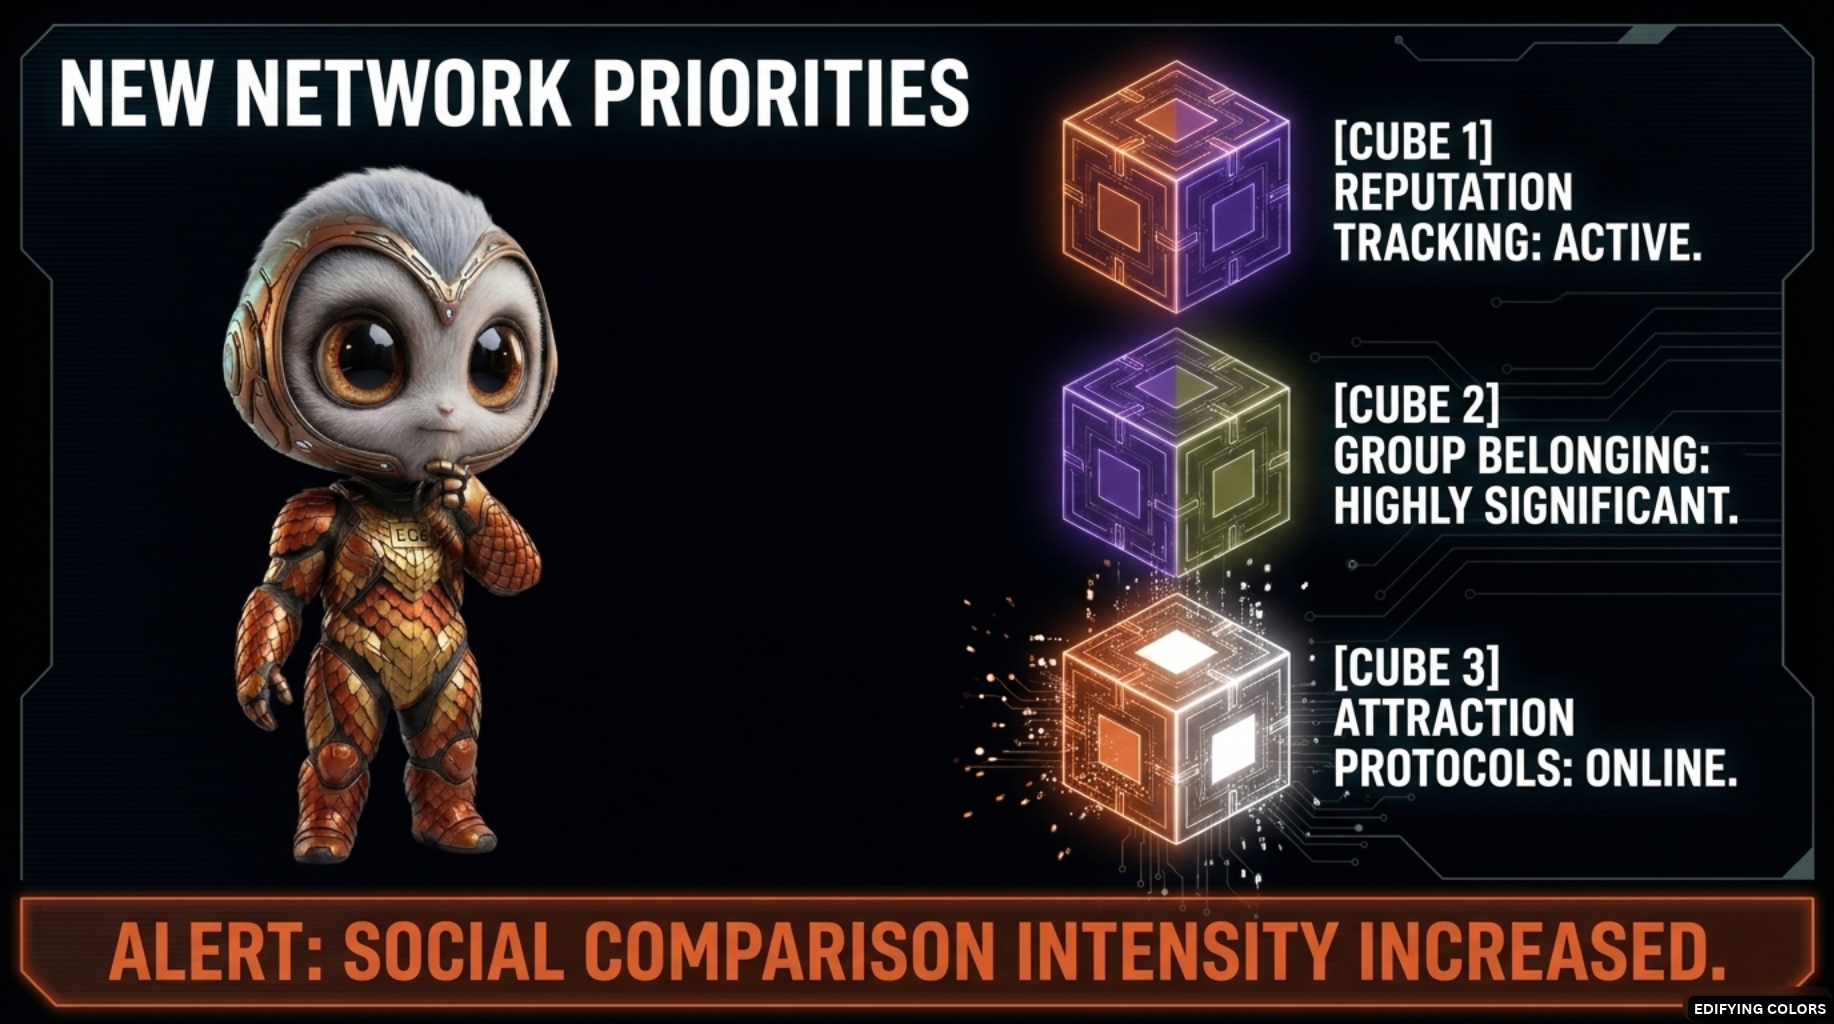 NEW NETWORK PRIORITIES
[CUBE 1]
REPUTATION
TRACKING: ACTIVE.
[CUBE 2]
GROUP BELONGING:
HIGHLY SIGNIFICANT.
[CUBE 3]
ATTRACTION
PROTOCOLS: ONLINE.
ALERT: SOCIAL COMPARISON INTENSITY INCREASED.
EDIFYING COLORS